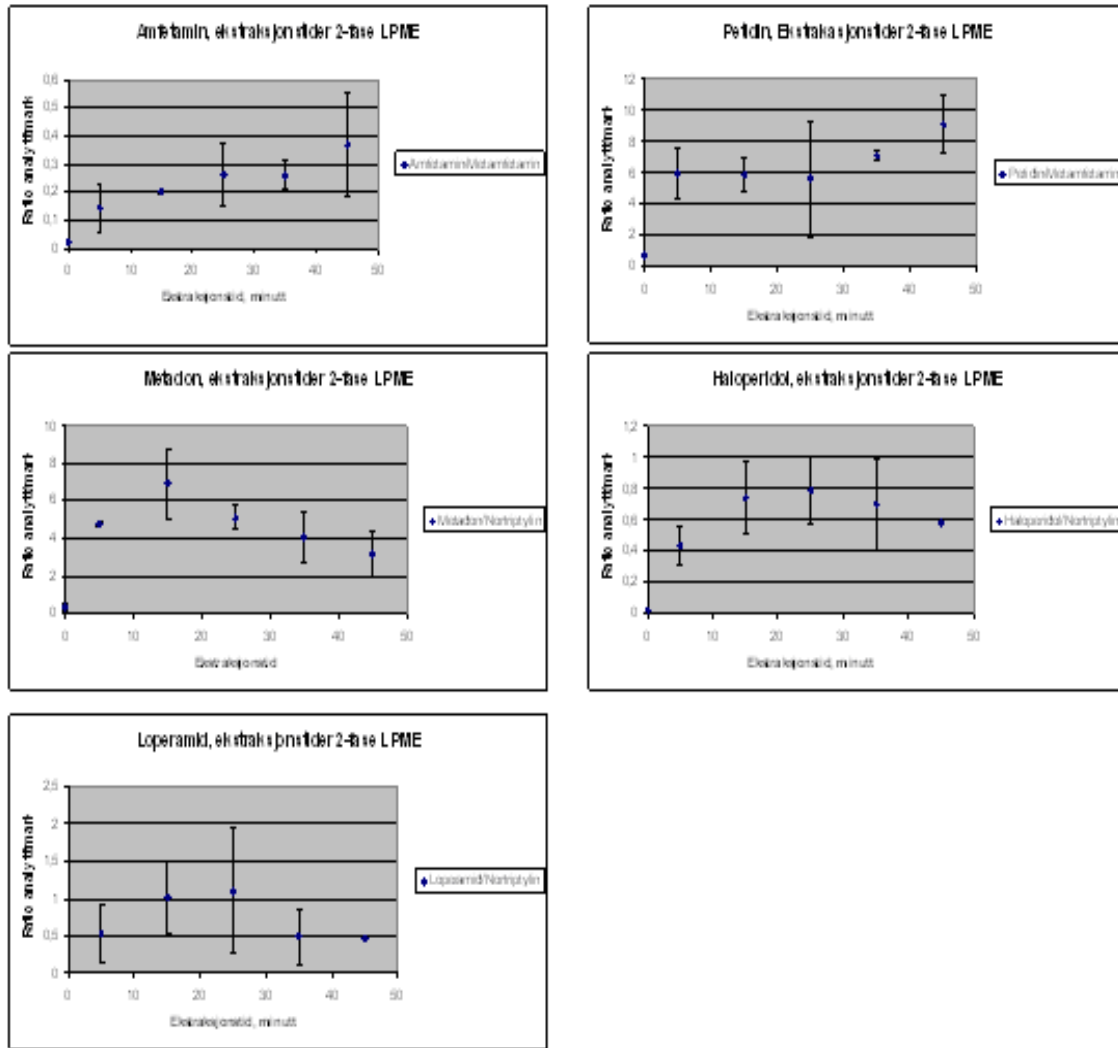 Amfetamin, ekstraksjonstider 2-fase LPME
Ratio analytt/mark
0,6
0,5
0,4
0,3
0,2
0,1
0
0 10 20 30 40 50
Ekstraksjonstid, minutt
Amfetamin/Metamfetamin
Petidin, Ekstrakasjonstider 2-fase LPME
Ratio analytt/mark
12
10
8
6
4
2
0
0 10 20 30 40 50
Ekstraksjonstid, minutt
Petidin/Metamfetamin
Metadon, ekstraksjonstider 2-fase LPME
Ratio analytt/mark
10
8
6
4
2
0
0 10 20 30 40 50
Ekstraksjonstid
Metadon/Nortriptylin
Haloperidol, ekstraksjonstider 2-fase LPME
Ratio analytt/mark
1,2
1
0,8
0,6
0,4
0,2
0
0 10 20 30 40 50
Ekstraksjonstid, minutt
Haloperidol/Nortriptylin
Loperamid, ekstraksjonstider 2-fase LPME
Ratio analytt/mark
2,5
2
1,5
1
0,5
0
0 10 20 30 40 50
Ekstraksjonstid, minutt
Loperamid/Nortriptylin